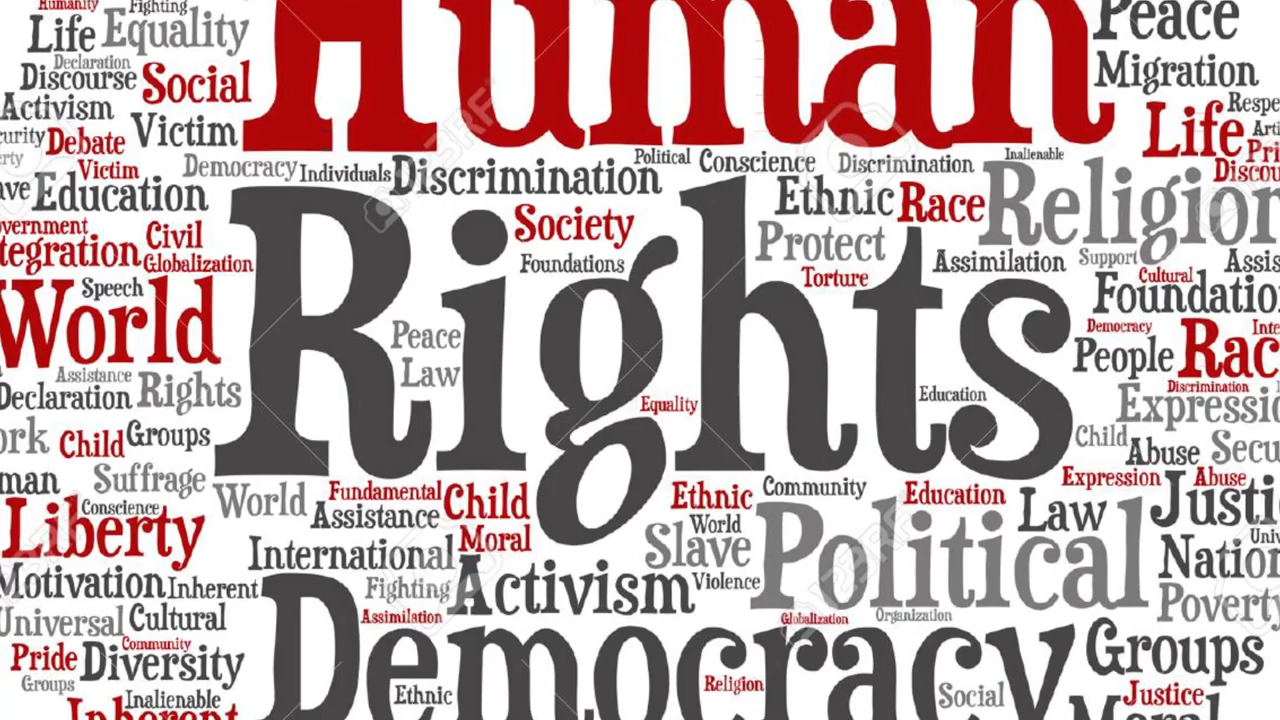 Humanity
Fighting
Life Equality
Declaration
Discourse Social
Activism
Debate Victim
Victim
Education
Civil
Globalization
Speech
World
Assistance
Declaration Rights
Child Groups
Suffrage
Conscience
Liberty
Motivation Inherent
Universal Cultural
Community
Pride Diversity
Groups
Inalienable
Inherent
Human
Democracy Individuals Discrimination Political Conscience Discrimination Inalienable
Rights
Society
Foundations
Peace
Law
Equality
Ethnic Race
Protect
Torture
Assimilation
Education
World Fundamental Child Ethnic Community Education
Assistance Moral World
International Slave Political
Fighting Activism Violence
Assimilation Globalization Organization
Democracy
Ethnic Religion Social
Peace
Migration
Life
Religion
Support
Cultural
Democracy
People
Discrimination
Child
Abuse
Expression Abuse
Law
Poverty
Groups
Justice